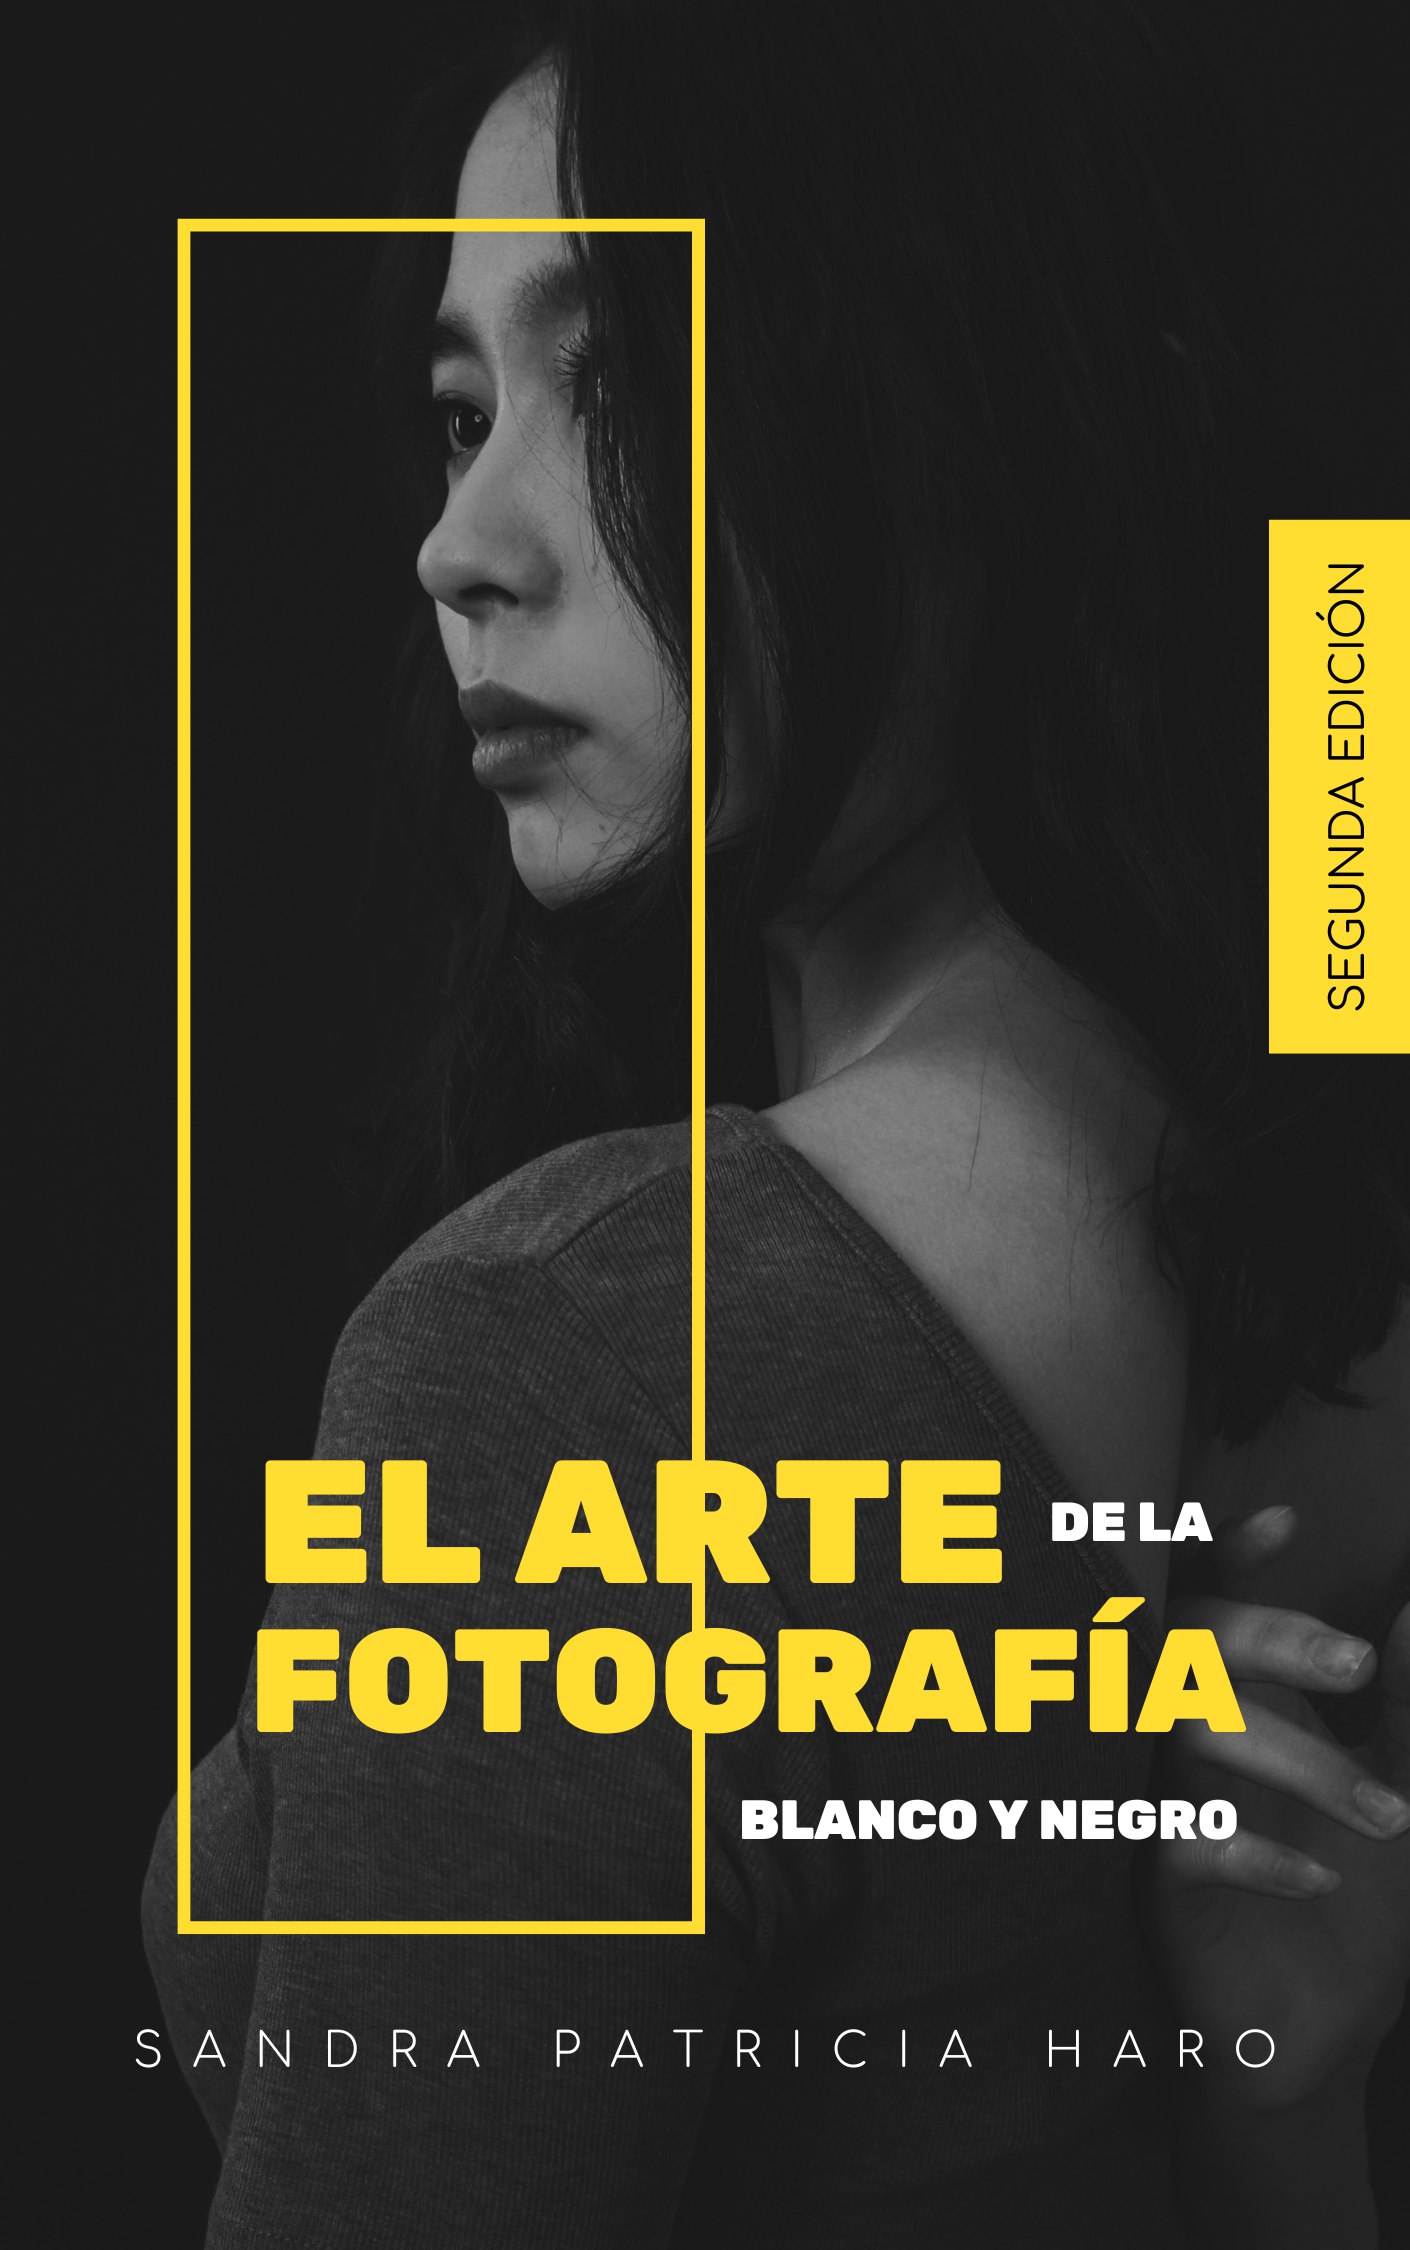 SEGUNDA EDICIÓN
EL ARTE DE LA
FOTOGRAFÍA
BLANCO Y NEGRO
SANDRA PATRICIA HARO